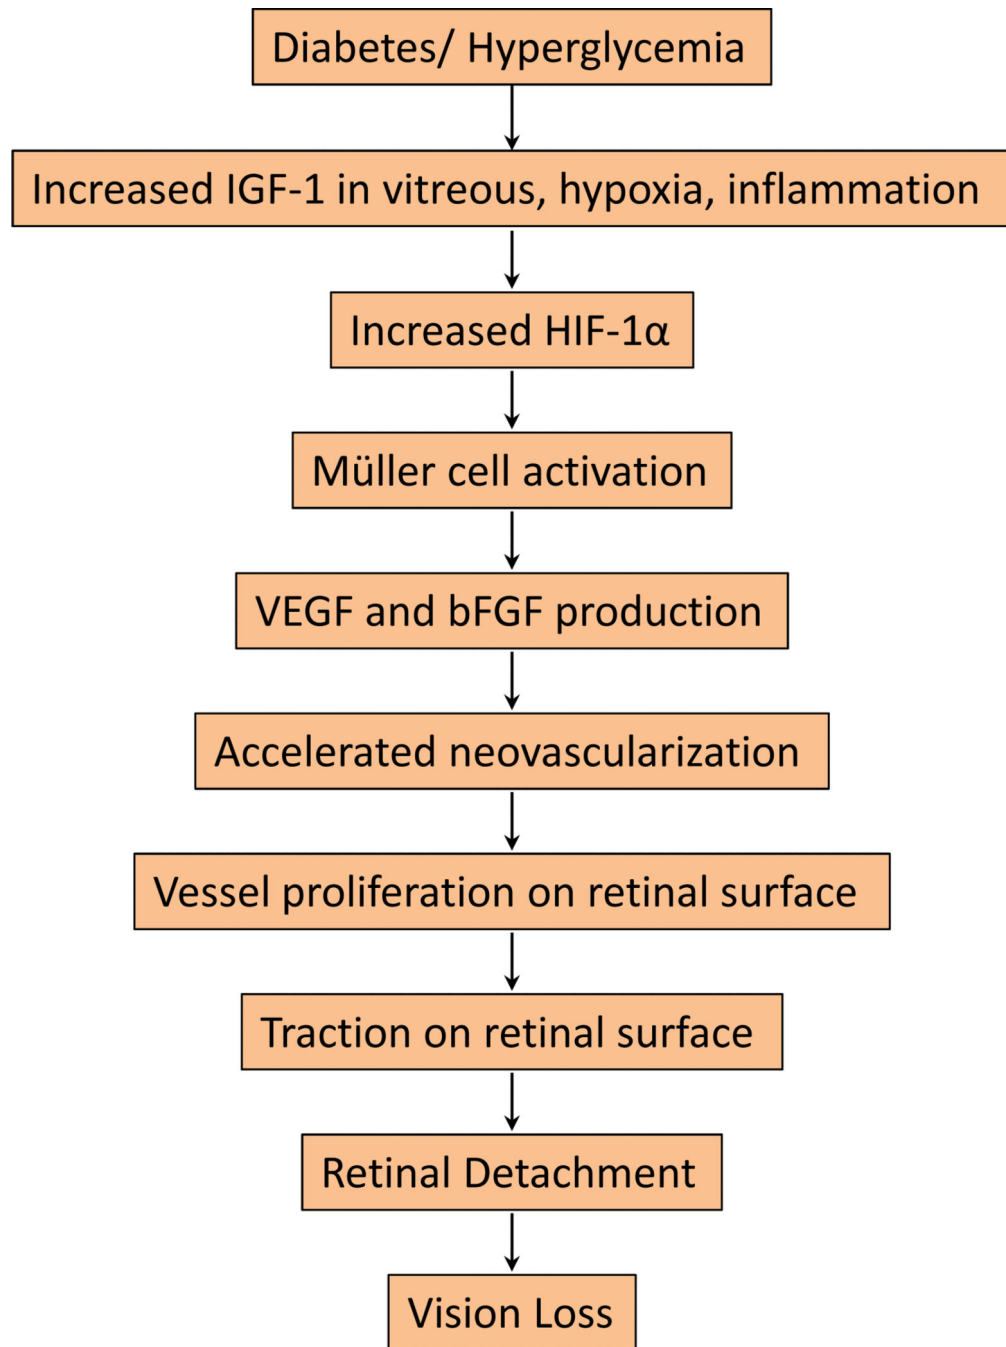 Diabetes/ Hyperglycemia
Increased IGF-1 in vitreous, hypoxia, inflammation
Increased HIF-1α
Müller cell activation
VEGF and bFGF production
Accelerated neovascularization
Vessel proliferation on retinal surface
Traction on retinal surface
Retinal Detachment
Vision Loss